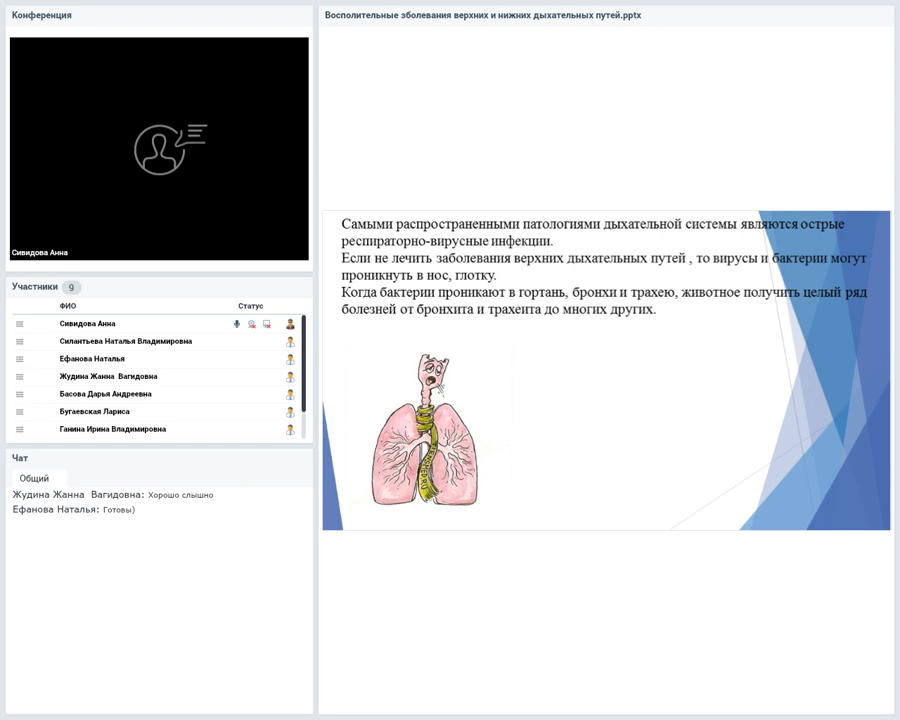 Конференция
Сивидова Анна
Участники 9
ФИО Статус
Сивидова Анна
Силантьева Наталья Владимировна
Ефанова Наталья
Жудина Жанна Вагидовна
Басова Дарья Андреевна
Бугаевская Лариса
Ганина Ирина Владимировна
Чат
Общий
Жудина Жанна Вагидовна: Хорошо слышно
Ефанова Наталья: Готовы)
Восполительные зболевания верхних и нижних дыхательных путей.pptx
Самыми распространенными патологиями дыхательной системы являются острые
респираторно-вирусные инфекции.
Если не лечить заболевания верхних дыхательных путей , то вирусы и бактерии могут
проникнуть в нос, глотку.
Когда бактерии проникают в гортань, бронхи и трахею, животное получить целый ряд
болезней от бронхита и трахеита до многих других.